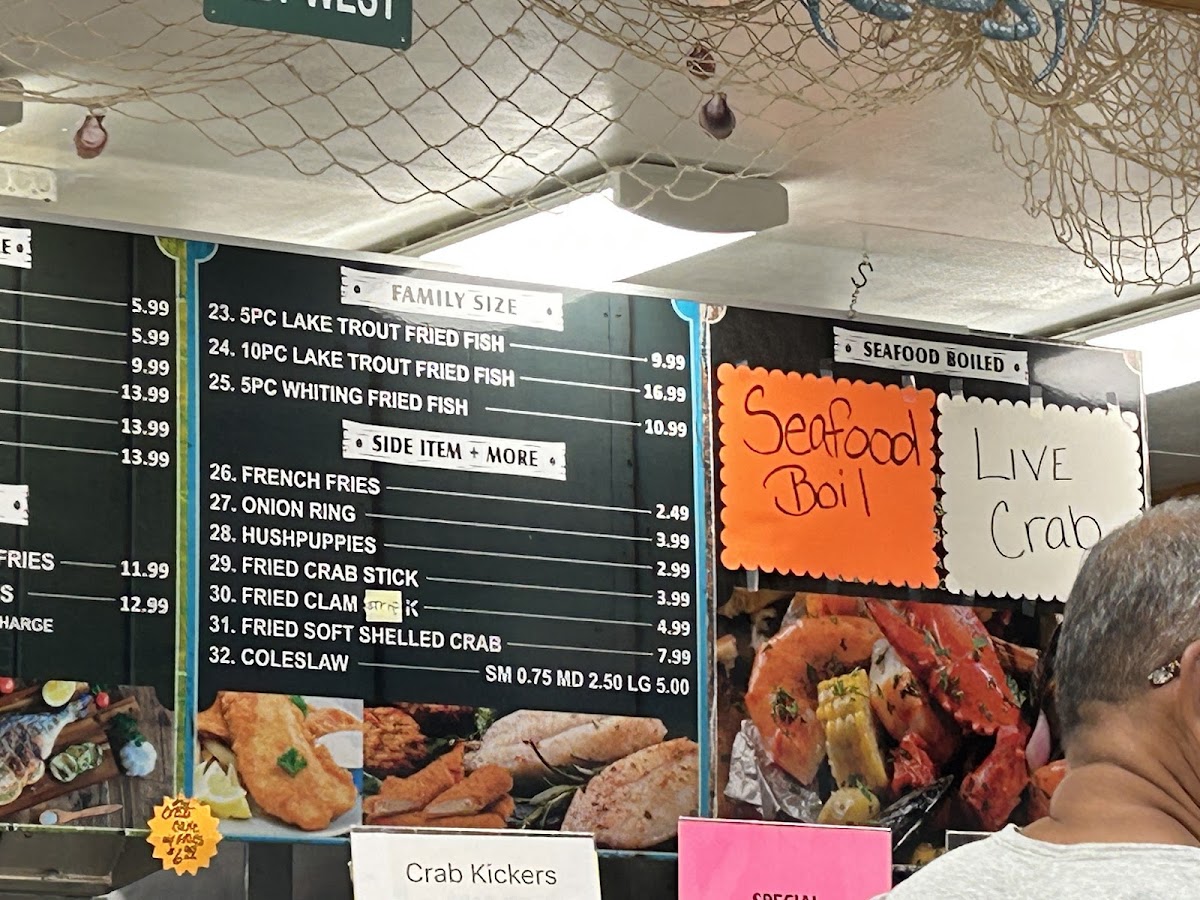 WEST
5.99
5.99
9.99
13.99
13.99
13.99
FRIES 11.99
S 12.99
HARGE
FAMILY SIZE
23. 5PC LAKE TROUT FRIED FISH 9.99
24. 10PC LAKE TROUT FRIED FISH 16.99
25. 5PC WHITING FRIED FISH 10.99
SIDE ITEM + MORE
26. FRENCH FRIES 2.49
27. ONION RING 3.99
28. HUSHPUPPIES 2.99
29. FRIED CRAB STICK 3.99
30. FRIED CLAM K 4.99
31. FRIED SOFT SHELLED CRAB 7.99
32. COLESLAW SM 0.75 MD 2.50 LG 5.00
SEAFOOD BOILED
Seafood
Boil
LIVE
Crab
Crab
Cake
w/ FRIES
Crab Kickers
SPECIAL